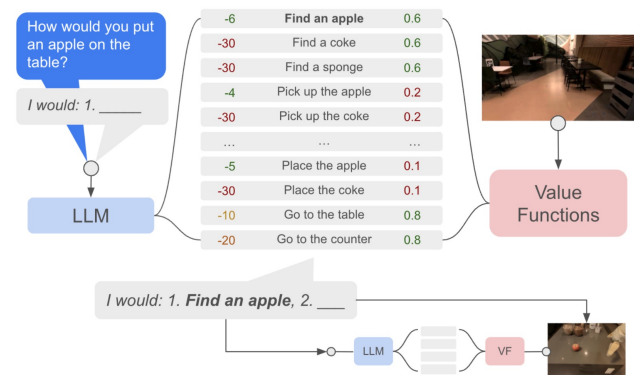 How would you put
an apple on the
table?
I would: 1. _____
LLM
-6 Find an apple 0.6
-30 Find a coke 0.6
-30 Find a sponge 0.6
-4 Pick up the apple 0.2
-30 Pick up the coke 0.2
... ... ...
-5 Place the apple 0.1
-30 Place the coke 0.1
-10 Go to the table 0.8
-20 Go to the counter 0.8
Value
Functions
I would: 1. Find an apple, 2. ___
LLM
VF